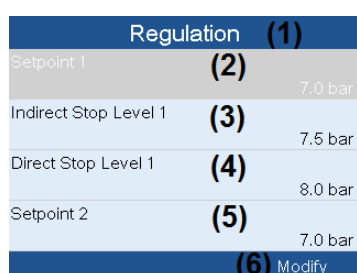 Regulation (1)
Setpoint 1 (2)
7.0 bar
Indirect Stop Level 1 (3)
7.5 bar
Direct Stop Level 1 (4)
8.0 bar
Setpoint 2 (5)
7.0 bar
(6) Modify